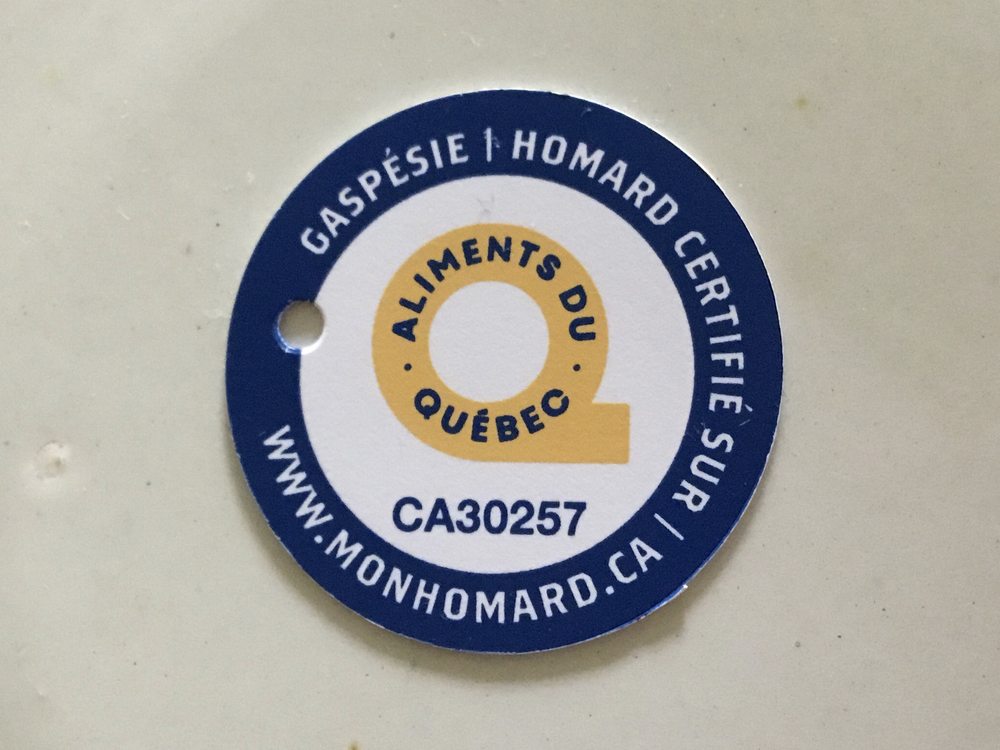 GASPÉSIE | HOMARD CERTIFIÉ SUR |
WWW.MONHOMARD.CA
ALIMENTS DU
· QUÉBEC ·
CA30257